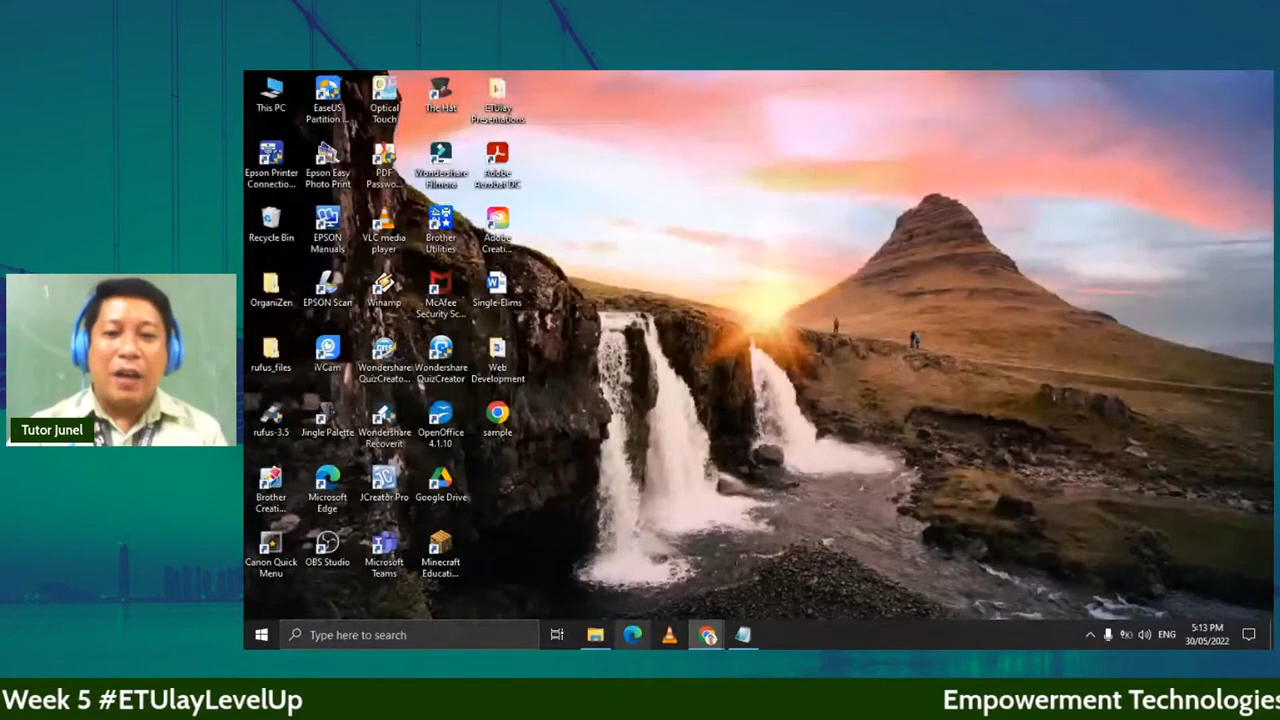 This PC
EaseUS
Partition ...
Optical
Touch
The Hat
ETUlay
Presentations
Epson Printer
Connectio...
Epson Easy
Photo Print
PDF
Passwo...
Wondershare
Filmora
Adobe
Acrobat DC
Recycle Bin
EPSON
Manuals
VLC media
player
Brother
Utilities
Adobe
Creati...
OrganiZen
EPSON Scan
Winamp
McAfee
Security Sc...
Single-Elims
rufus_files
iVCam
Wondershare
QuizCreato...
Wondershare
QuizCreator
Web
Development
rufus-3.5
Jingle Palette
Wondershare
Recoverit
OpenOffice
4.1.10
sample
Tutor Junel
Brother
Creati...
Microsoft
Edge
JCreator Pro
Google Drive
Canon Quick
Menu
OBS Studio
Microsoft
Teams
Minecraft
Educati...
Type here to search
ENG
5:13 PM
30/05/2022
Week 5 #ETUlayLevelUp
Empowerment Technologies